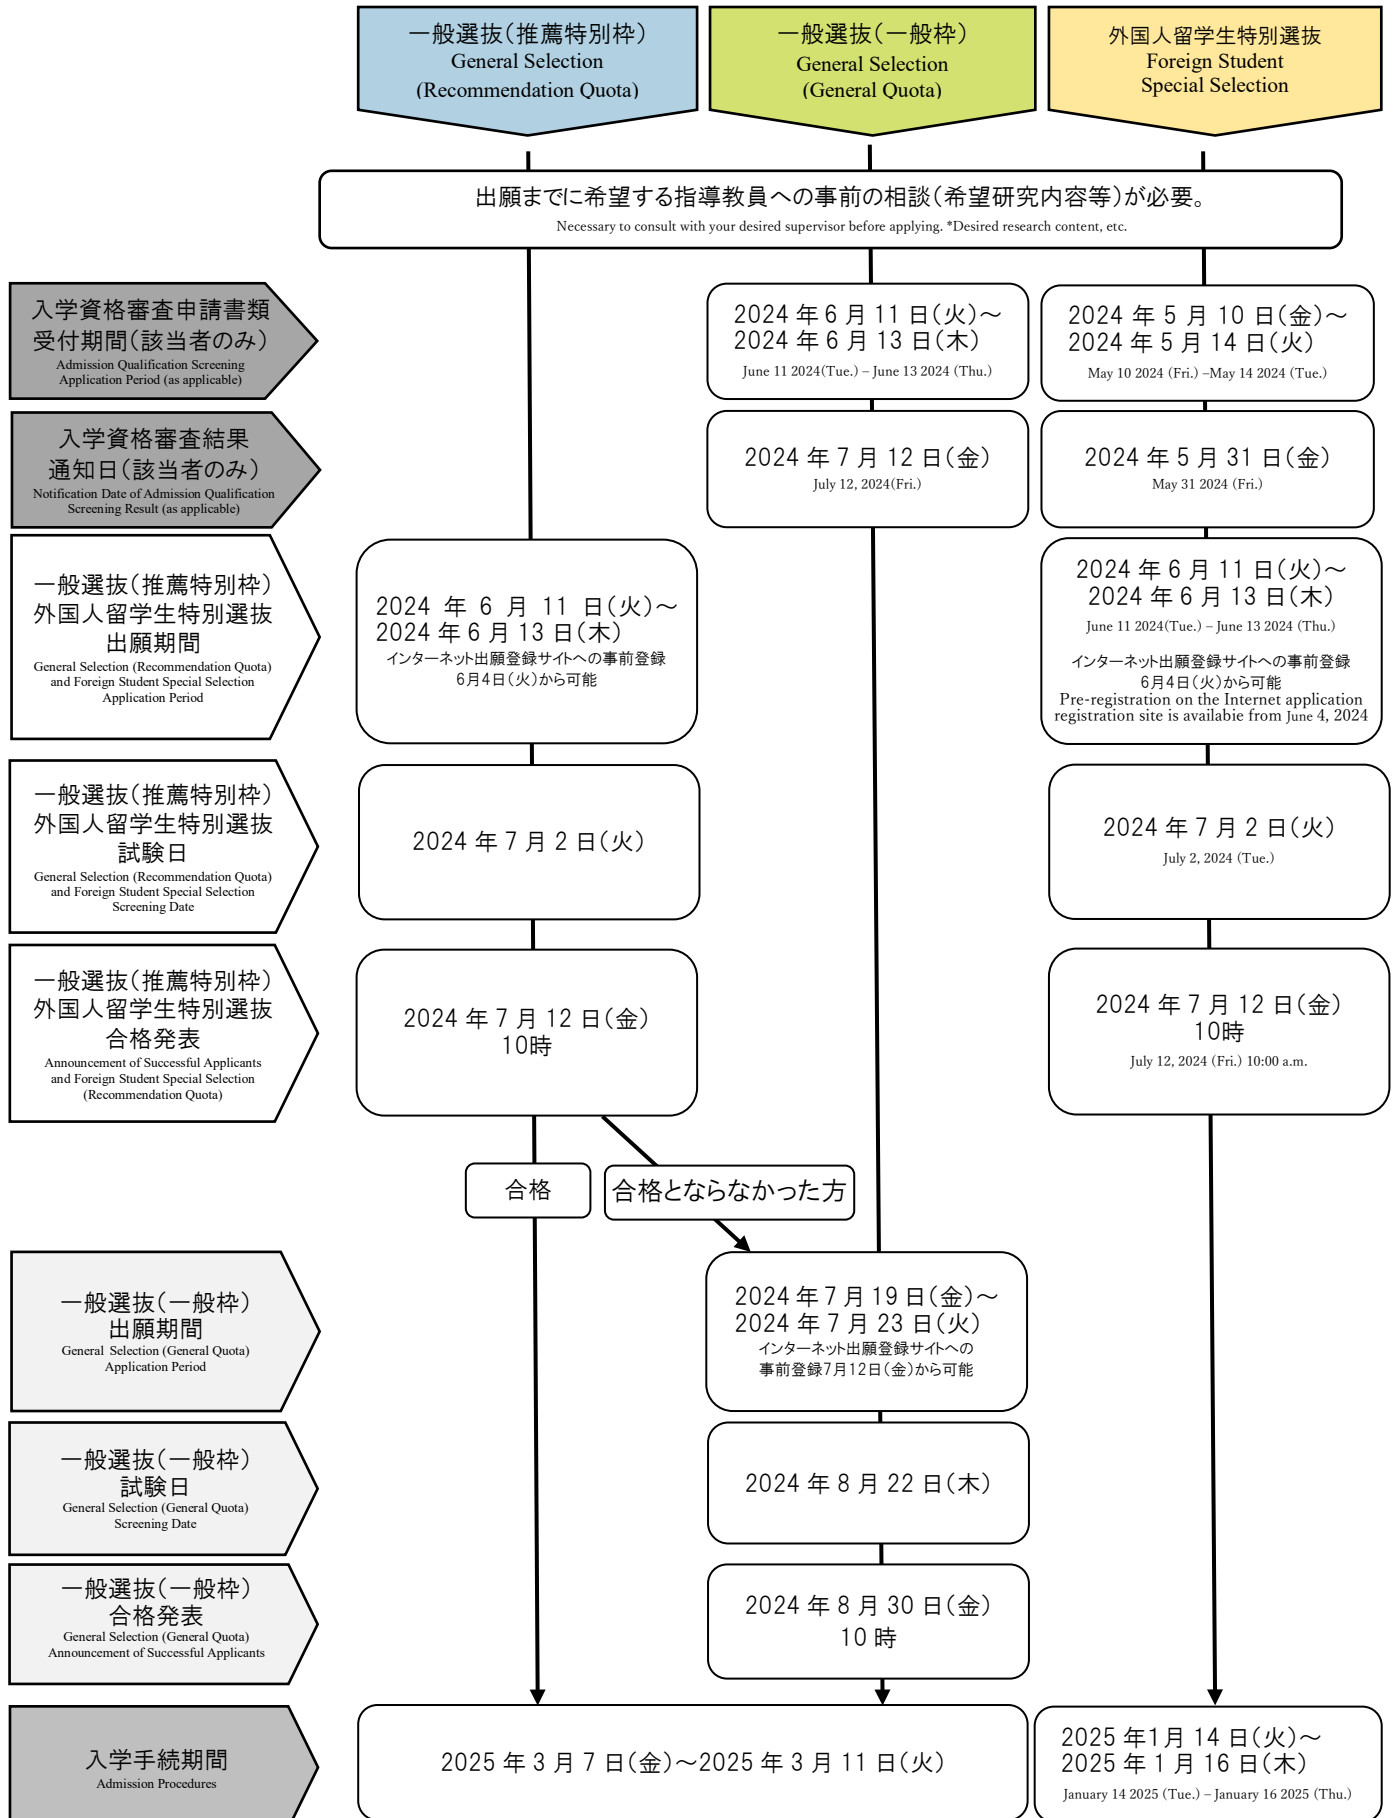 一般選抜（推薦特別枠）
General Selection
(Recommendation Quota)
一般選抜（一般枠）
General Selection
(General Quota)
外国人留学生特別選抜
Foreign Student
Special Selection
出願までに希望する指導教員への事前の相談（希望研究内容等）が必要。
Necessary to consult with your desired supervisor before applying. *Desired research content, etc.
入学資格審査申請書類
受付期間（該当者のみ）
Admission Qualification Screening
Application Period (as applicable)
2024 年 6 月 11 日（火）～
2024 年 6 月 13 日（木）
June 11 2024(Tue.) – June 13 2024 (Thu.)
2024 年 5 月 10 日（金）～
2024 年 5 月 14 日（火）
May 10 2024 (Fri.) –May 14 2024 (Tue.)
入学資格審査結果
通知日（該当者のみ）
Notification Date of Admission Qualification
Screening Result (as applicable)
2024 年 7 月 12 日（金）
July 12, 2024(Fri.)
2024 年 5 月 31 日（金）
May 31 2024 (Fri.)
一般選抜（推薦特別枠）
外国人留学生特別選抜
出願期間
General Selection (Recommendation Quota)
and Foreign Student Special Selection
Application Period
2024 年 6 月 11 日（火）～
2024 年 6 月 13 日（木）
インターネット出願登録サイトへの事前登録
6月4日（火）から可能
2024 年 6 月 11 日（火）～
2024 年 6 月 13 日（木）
June 11 2024(Tue.) – June 13 2024 (Thu.)
インターネット出願登録サイトへの事前登録
6月4日（火）から可能
Pre-registration on the Internet application
registration site is availabie from June 4, 2024
一般選抜（推薦特別枠）
外国人留学生特別選抜
試験日
General Selection (Recommendation Quota)
and Foreign Student Special Selection
Screening Date
2024 年 7 月 2 日（火）
2024 年 7 月 2 日（火）
July 2, 2024 (Tue.)
一般選抜（推薦特別枠）
外国人留学生特別選抜
合格発表
Announcement of Successful Applicants
and Foreign Student Special Selection
(Recommendation Quota)
2024 年 7 月 12 日（金）
10時
2024 年 7 月 12 日（金）
10時
July 12, 2024 (Fri.) 10:00 a.m.
合格
合格とならなかった方
一般選抜（一般枠）
出願期間
General Selection (General Quota)
Application Period
2024 年 7 月 19 日（金）～
2024 年 7 月 23 日（火）
インターネット出願登録サイトへの
事前登録7月12日（金）から可能
一般選抜（一般枠）
試験日
General Selection (General Quota)
Screening Date
2024 年 8 月 22 日（木）
一般選抜（一般枠）
合格発表
General Selection (General Quota)
Announcement of Successful Applicants
2024 年 8 月 30 日（金）
10 時
入学手続期間
Admission Procedures
2025 年 3 月 7 日（金）～2025 年 3 月 11 日（火）
2025 年1月 14 日（火）～
2025 年 1 月 16 日（木）
January 14 2025 (Tue.) – January 16 2025 (Thu.)